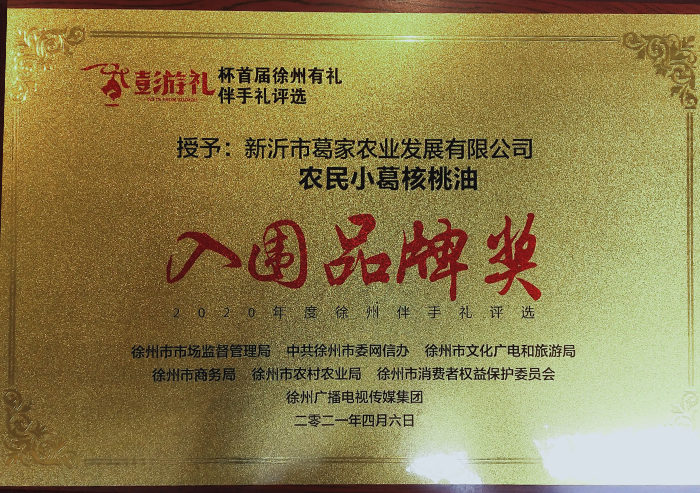 彭游礼 杯首届徐州有礼
伴手礼评选
授予：新沂市葛家农业发展有限公司
农民小葛核桃油
入围品牌奖
2020年度徐州伴手礼评选
徐州市市场监督管理局 中共徐州市委网信办 徐州市文化广电和旅游局
徐州市商务局 徐州市农村农业局 徐州市消费者权益保护委员会
徐州广播电视传媒集团
二零二一年四月六日